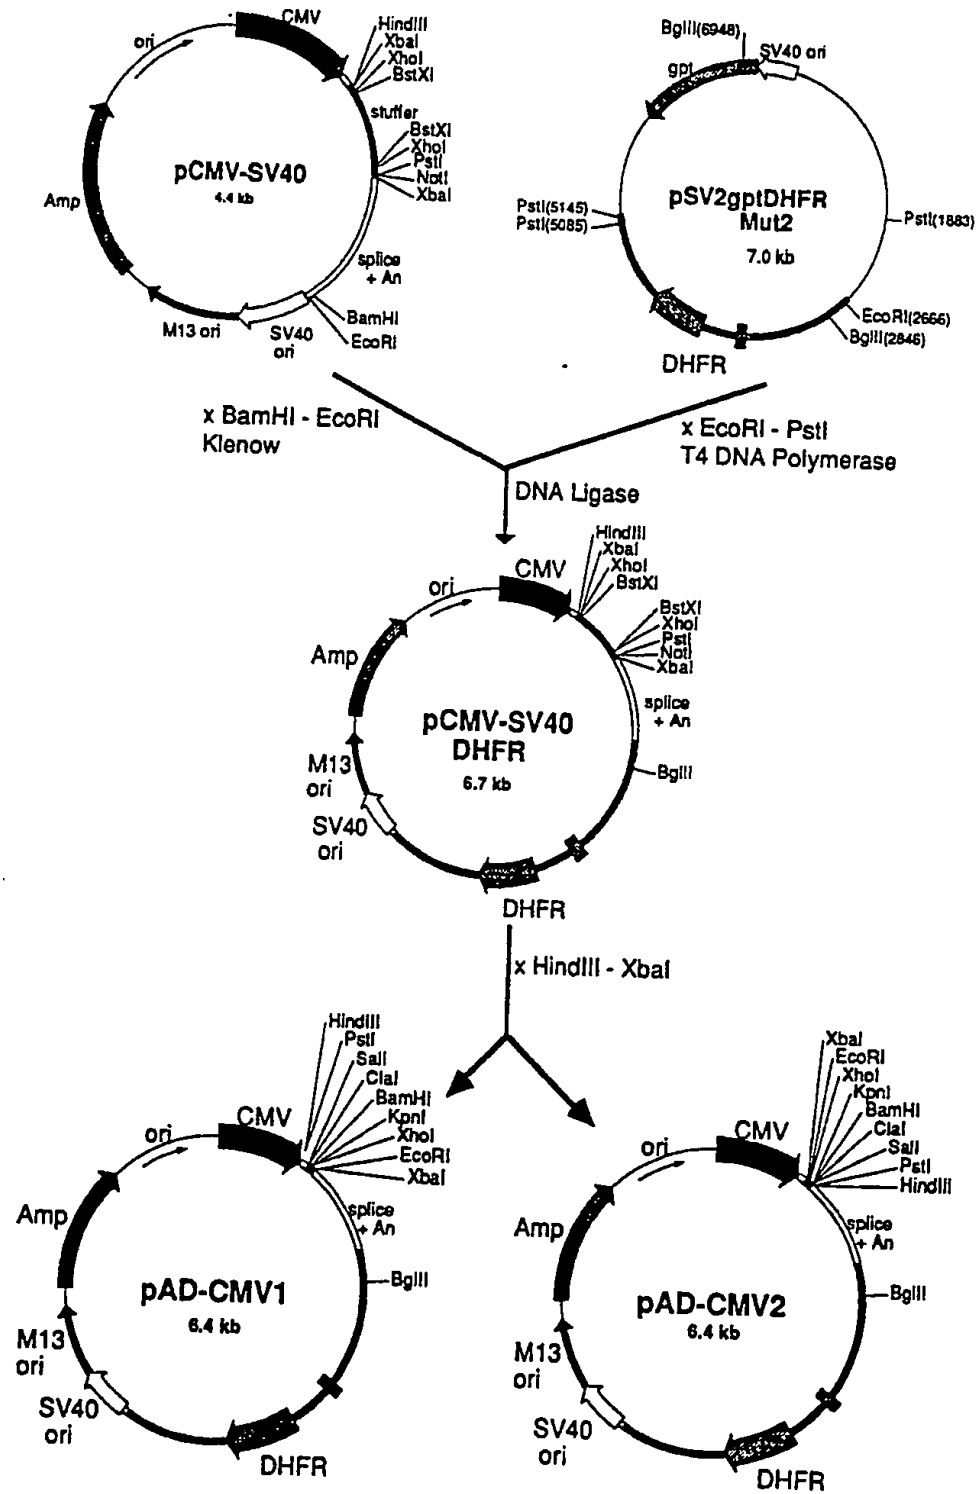 CMV
ori
HindIII
XbaI
XhoI
BstXI
stuffer
BstXI
XhoI
PstI
NotI
XbaI
pCMV-SV40
4.4 kb
Amp
splice
+ An
BamHI
EcoRI
M13 ori
SV40
ori
BglII(6948)
SV40 ori
gpt
pSV2gptDHFR
Mut2
7.0 kb
PstI(5145)
PstI(5085)
PstI(1883)
EcoRI(2666)
BglII(2846)
DHFR
x BamHI - EcoRI
Klenow
x EcoRI - PstI
T4 DNA Polymerase
DNA Ligase
CMV
ori
HindIII
XbaI
XhoI
BstXI
BstXI
XhoI
PstI
NotI
XbaI
Amp
pCMV-SV40
DHFR
6.7 kb
splice
+ An
BglII
M13
ori
SV40
ori
DHFR
x HindIII - XbaI
HindIII
PstI
SalI
ClaI
BamHI
KpnI
XhoI
EcoRI
XbaI
CMV
ori
Amp
splice
+ An
pAD-CMV1
6.4 kb
BglII
M13
ori
SV40
ori
DHFR
XbaI
EcoRI
XhoI
KpnI
BamHI
ClaI
SalI
PstI
HindIII
CMV
ori
Amp
splice
+ An
pAD-CMV2
6.4 kb
BglII
M13
ori
SV40
ori
DHFR